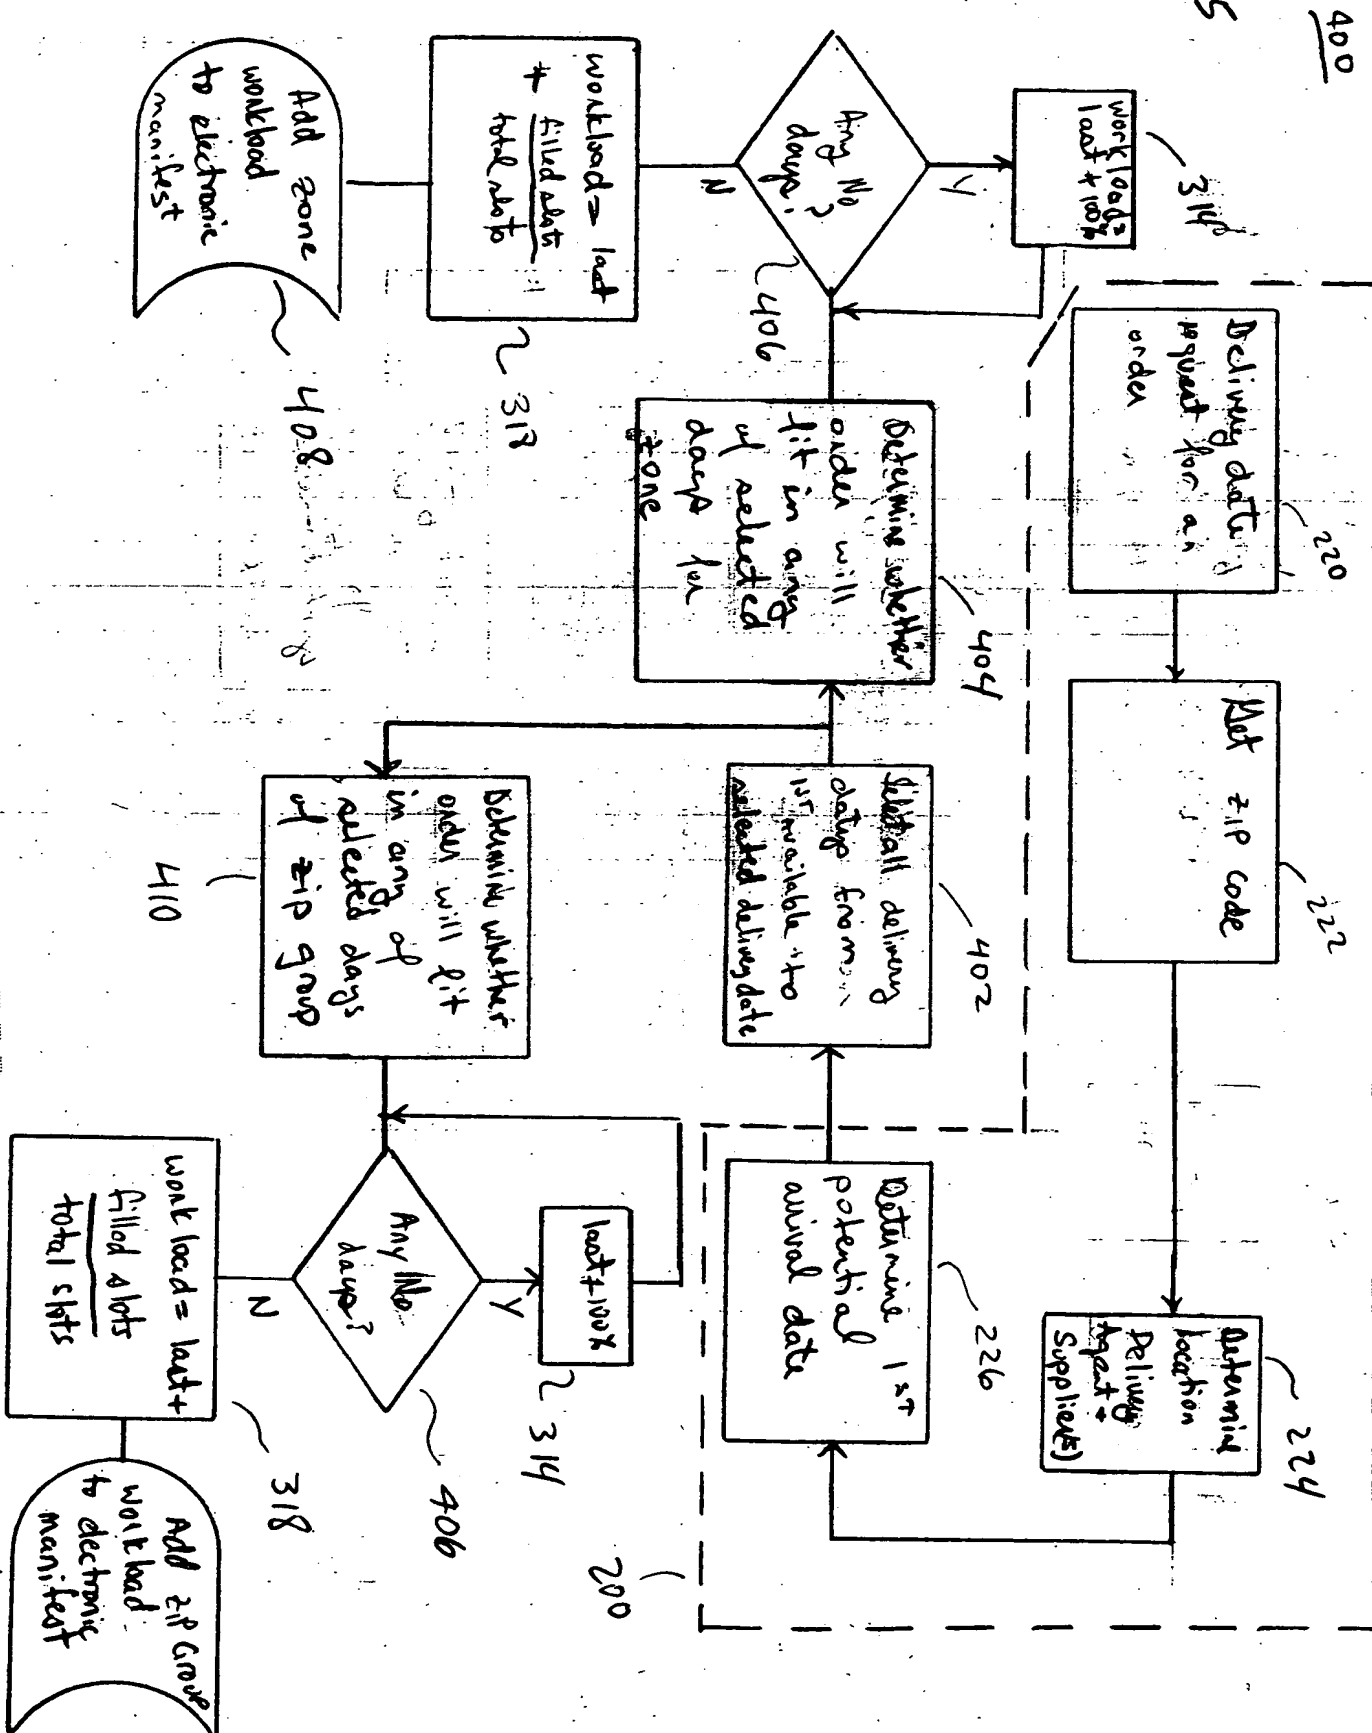 400
5
Delivery date
request for an
order
220
Get zip code
222
Determine
location
Delivery
Agent +
Supplier(s)
224
Determine 1st
potential
arrival date
226
200
Select all delivery
days from
1st available to
selected delivery date
402
Determine whether
order will
fit in any
of selected
days for
zone
404
Any No
days?
406
Y
N
workload=
last + 100%
314
workload= last
+ filled slots
total slots
318
Add zone
workload
to electronic
manifest
408
Determine whether
order will fit
in any of
selected days
of zip group
410
Any No
days?
406
Y
N
last+100%
314
workload= last+
filled slots
total slots
318
Add zip Group
workload
to electronic
manifest